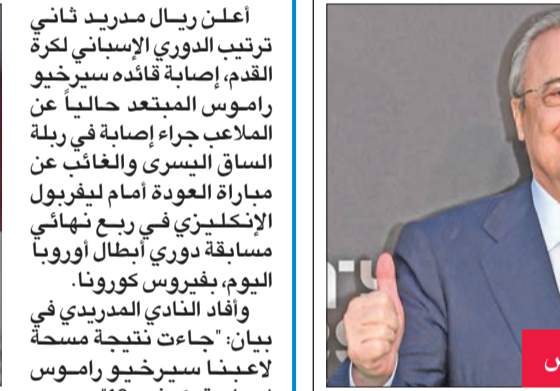 أعلن ريال مدريد ثاني
ترتيب الدوري الإسباني لكرة
القدم، إصابة قائده سيرخيو
راموس المبتعد حالياً عن
الملاعب جراء إصابة في ربلة
الساق اليسرى والغائب عن
مباراة العودة أمام ليفربول
الإنكليزي في ربع نهائي
مسابقة دوري أبطال أوروبا
اليوم، بفيروس كورونا.
وأفاد النادي المدريدي في
بيان: "جاءت نتيجة مسحة
لاعبنا سيرخيو راموس